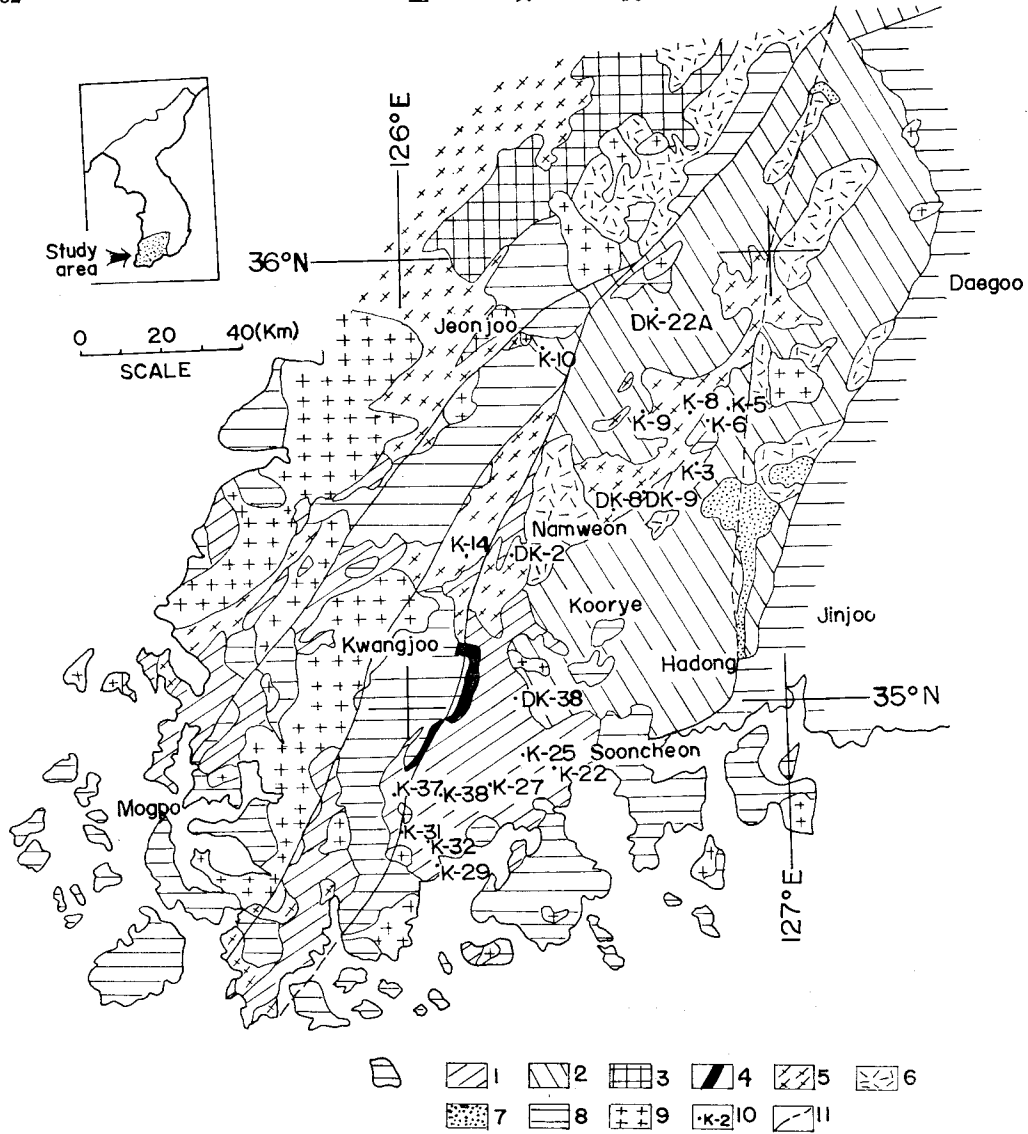 126°E
Study
area
36°N
0 20 40(Km)
SCALE
Daegoo
Jeonjoo
DK-22A
K-10
K-8
K-5
K-9
K-6
K-3
DK-8
DK-9
Namweon
K-14
DK-2
Koorye
Jinjoo
Kwangjoo
Hadong
DK-38
35°N
K-25
Sooncheon
K-22
K-37
K-38
K-27
Mogpo
K-31
K-32
K-29
127°E
1 2 3 4 5 6
7 8 9 K-2 10 11